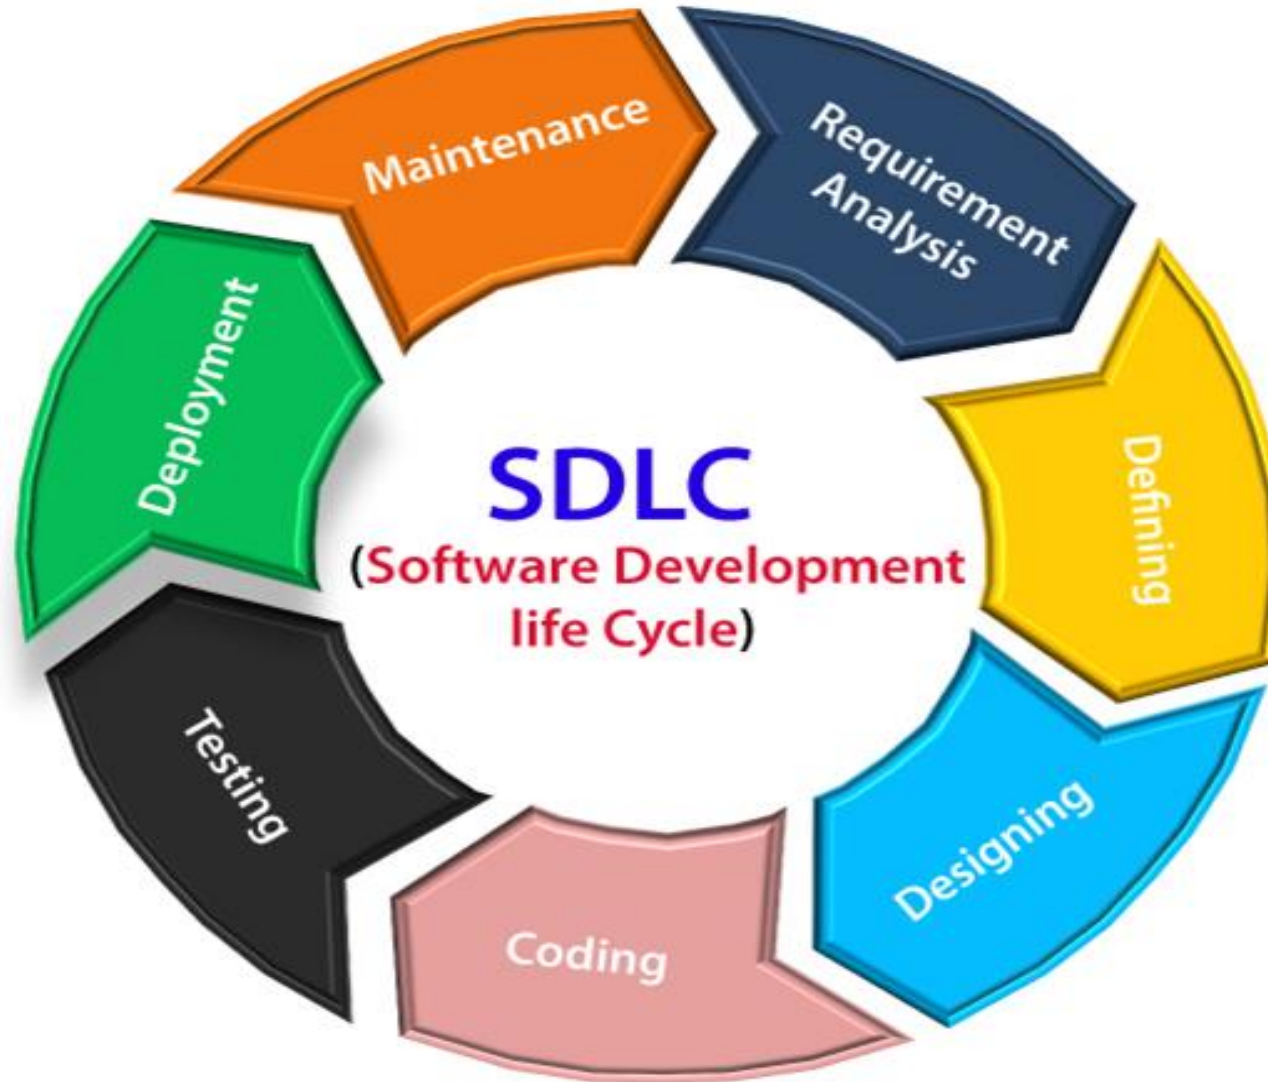 SDLC
(Software Development
life Cycle)
Requirement
Analysis
Defining
Designing
Coding
Testing
Deployment
Maintenance